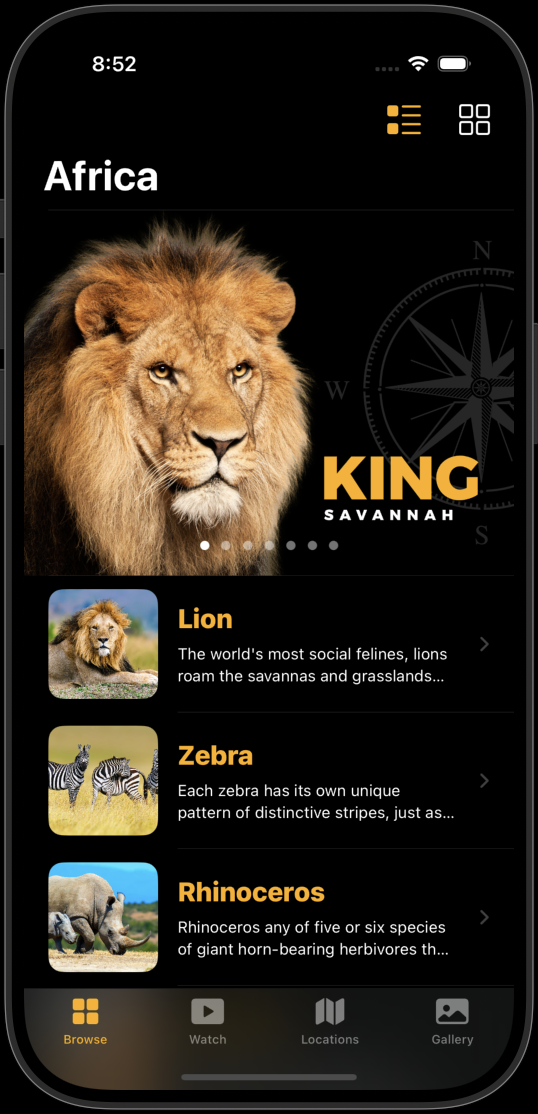 8:52
Africa
N
W
KING
SAVANNAH
S
Lion
The world's most social felines, lions
roam the savannas and grasslands...
Zebra
Each zebra has its own unique
pattern of distinctive stripes, just as...
Rhinoceros
Rhinoceros any of five or six species
of giant horn-bearing herbivores th...
Browse
Watch
Locations
Gallery